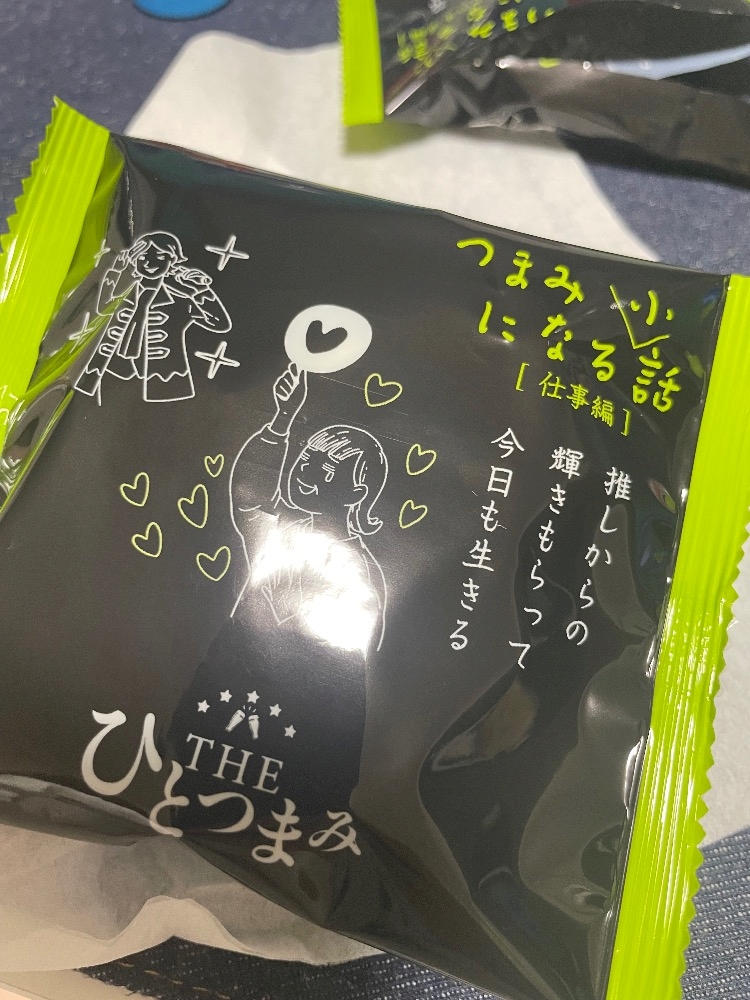 つまみ
になる小話
[仕事編]
推しからの
輝きもらって
今日も生きる
THE
ひとつまみ